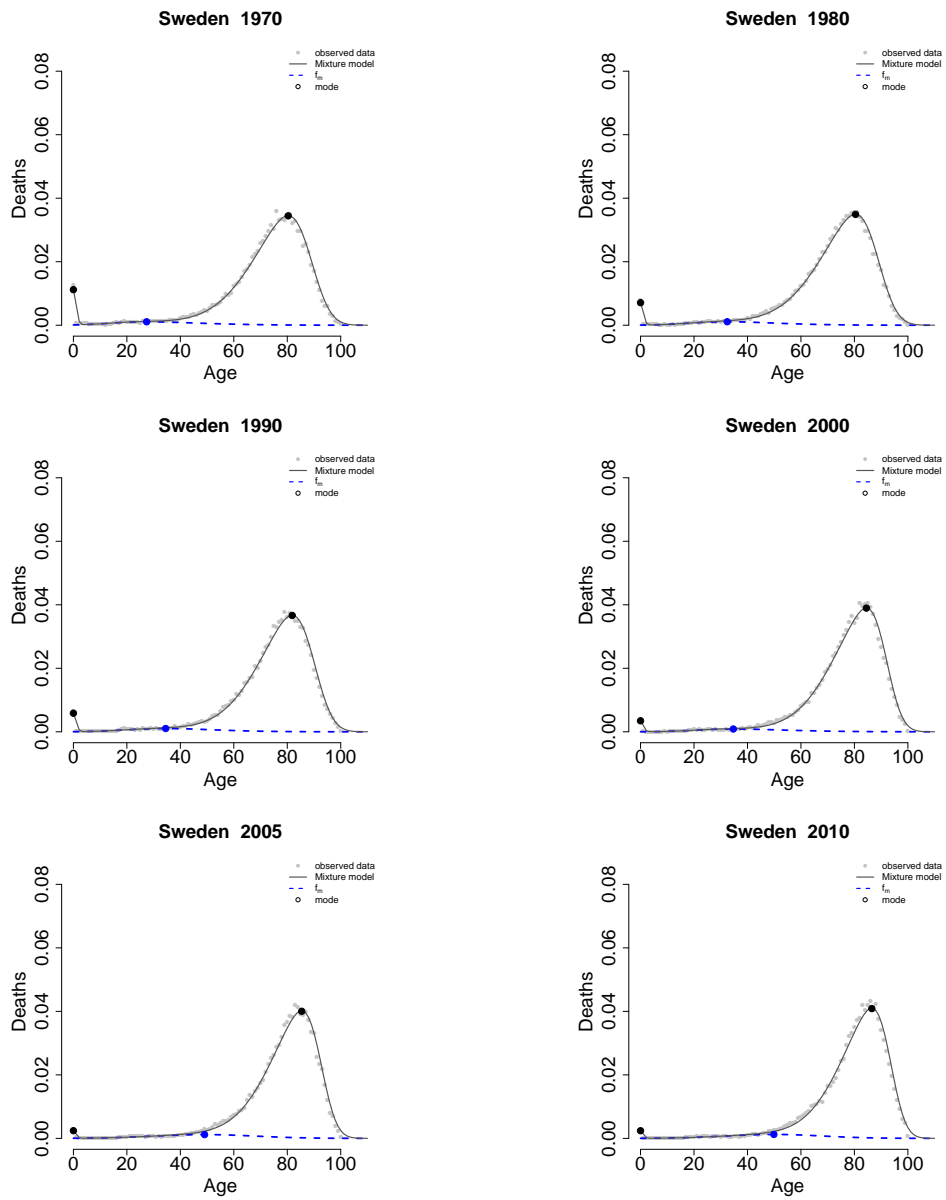 Sweden 1970
observed data
Mixture model
fm
mode
Deaths
0.00 0.02 0.04 0.06 0.08
0 20 40 60 80 100
Age
Sweden 1980
observed data
Mixture model
fm
mode
Deaths
0.00 0.02 0.04 0.06 0.08
0 20 40 60 80 100
Age
Sweden 1990
observed data
Mixture model
fm
mode
Deaths
0.00 0.02 0.04 0.06 0.08
0 20 40 60 80 100
Age
Sweden 2000
observed data
Mixture model
fm
mode
Deaths
0.00 0.02 0.04 0.06 0.08
0 20 40 60 80 100
Age
Sweden 2005
observed data
Mixture model
fm
mode
Deaths
0.00 0.02 0.04 0.06 0.08
0 20 40 60 80 100
Age
Sweden 2010
observed data
Mixture model
fm
mode
Deaths
0.00 0.02 0.04 0.06 0.08
0 20 40 60 80 100
Age